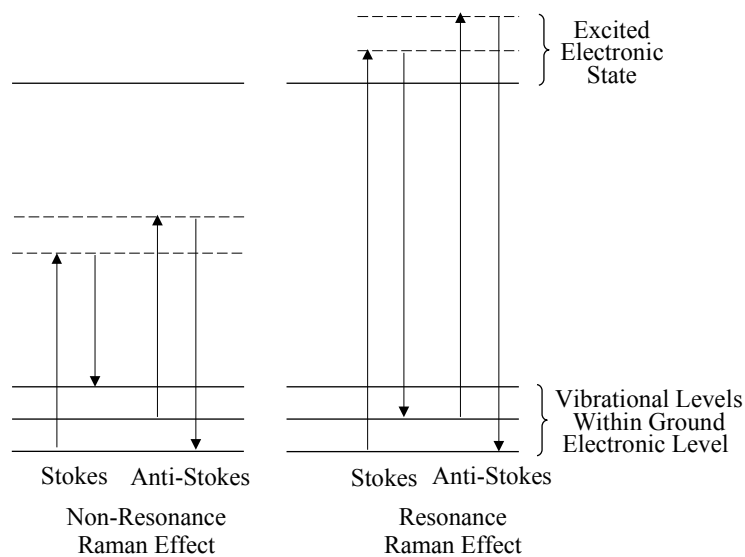 Excited
Electronic
State
Vibrational Levels
Within Ground
Electronic Level
Stokes
Anti-Stokes
Stokes
Anti-Stokes
Non-Resonance
Raman Effect
Resonance
Raman Effect